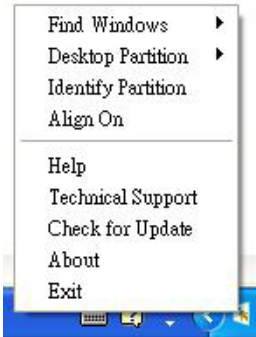 Find Windows
Desktop Partition
Identify Partition
Align On
Help
Technical Support
Check for Update
About
Exit